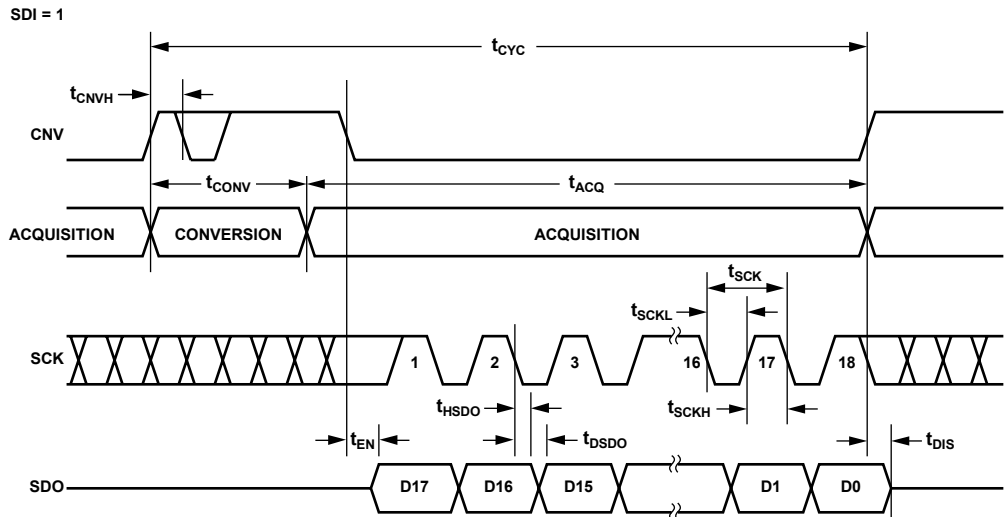 SDI = 1
tCYC
tCNVH
CNV
tCONV
tACQ
ACQUISITION
CONVERSION
ACQUISITION
tSCK
tSCKL
SCK
1
2
3
16
17
18
tHSDO
tSCKH
tEN
tDSDO
tDIS
SDO
D17
D16
D15
D1
D0